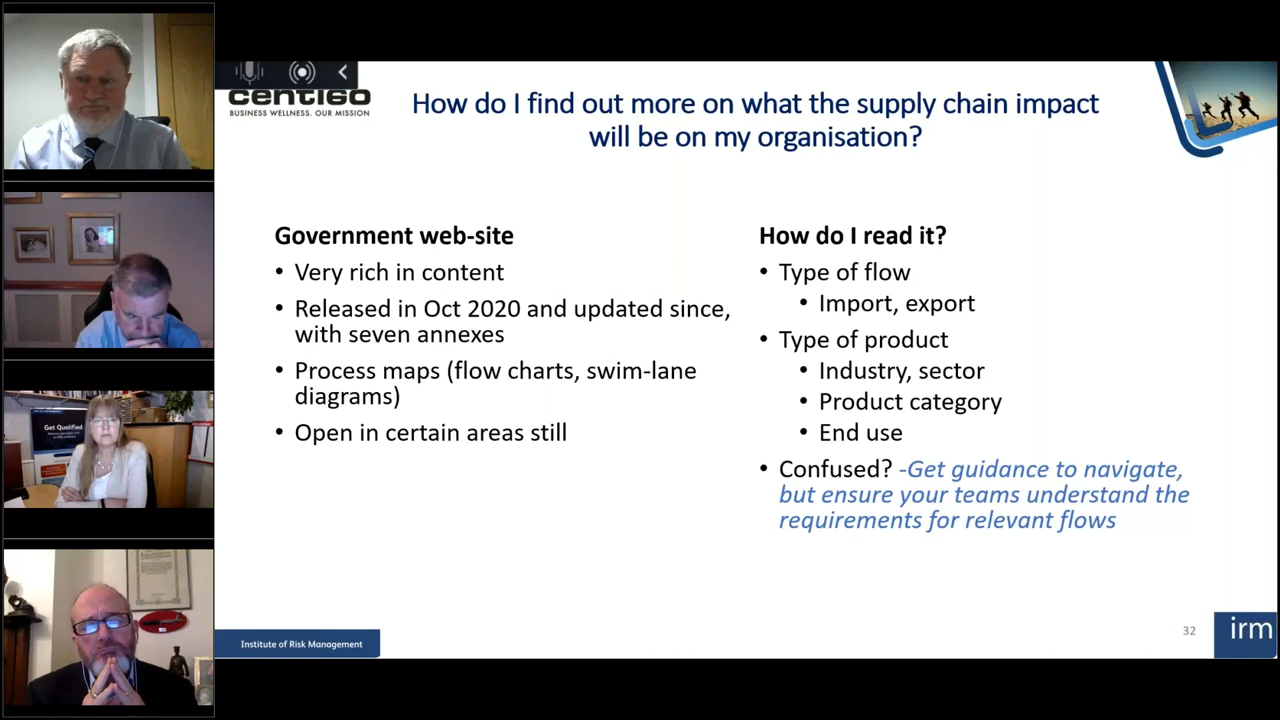 CENTIGO
BUSINESS WELLNESS. OUR MISSION
How do I find out more on what the supply chain impact
will be on my organisation?
Government web-site
• Very rich in content
• Released in Oct 2020 and updated since,
with seven annexes
• Process maps (flow charts, swim-lane
diagrams)
• Open in certain areas still
How do I read it?
• Type of flow
• Import, export
• Type of product
• Industry, sector
• Product category
• End use
• Confused? -Get guidance to navigate,
but ensure your teams understand the
requirements for relevant flows
Get Qualified
32
Institute of Risk Management
irm